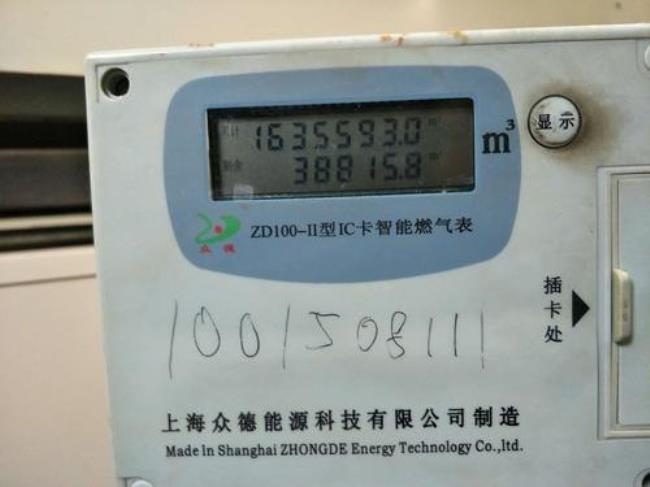 累计 1635593.0 m³
剩余 38815.8 m³
m³
显示
众德
ZD100-II型IC卡智能燃气表
插卡处
1001508111
上海众德能源科技有限公司制造
Made In Shanghai ZHONGDE Energy Technology Co.,ltd.